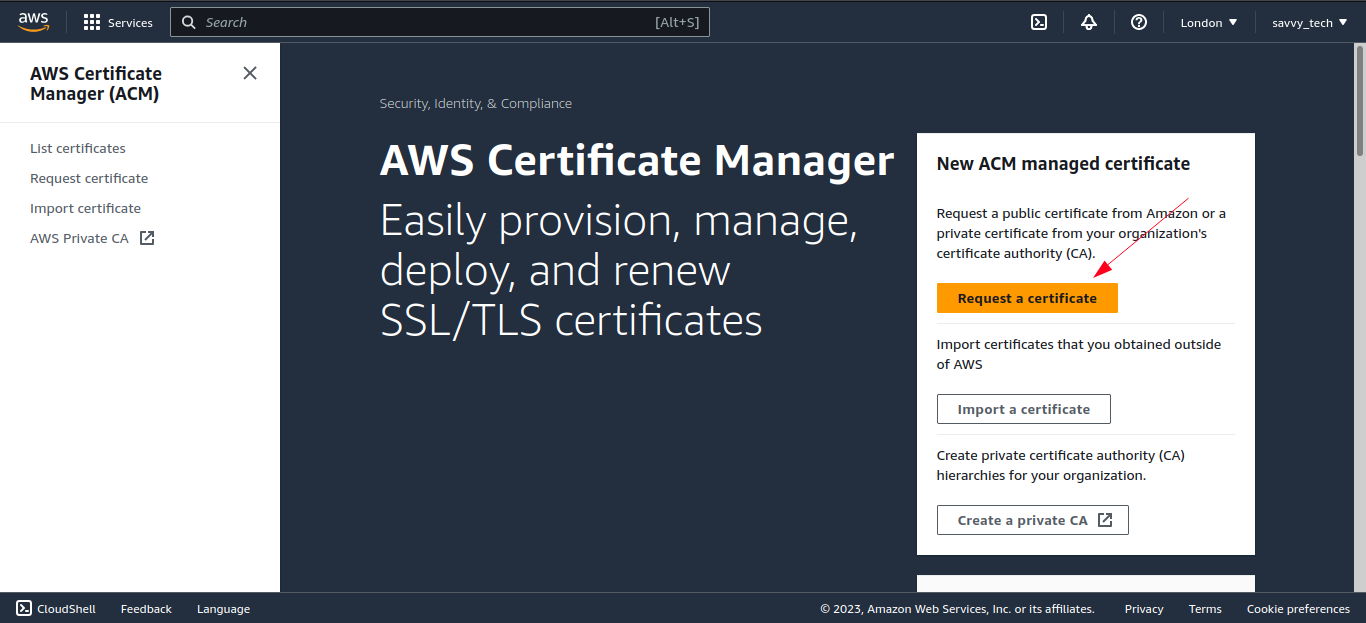 aws
Services
Search
[Alt+S]
London
savvy_tech
AWS Certificate
Manager (ACM)
List certificates
Request certificate
Import certificate
AWS Private CA
Security, Identity, & Compliance
AWS Certificate Manager
Easily provision, manage,
deploy, and renew
SSL/TLS certificates
New ACM managed certificate
Request a public certificate from Amazon or a
private certificate from your organization's
certificate authority (CA).
Request a certificate
Import certificates that you obtained outside
of AWS
Import a certificate
Create private certificate authority (CA)
hierarchies for your organization.
Create a private CA
CloudShell
Feedback
Language
© 2023, Amazon Web Services, Inc. or its affiliates.
Privacy
Terms
Cookie preferences